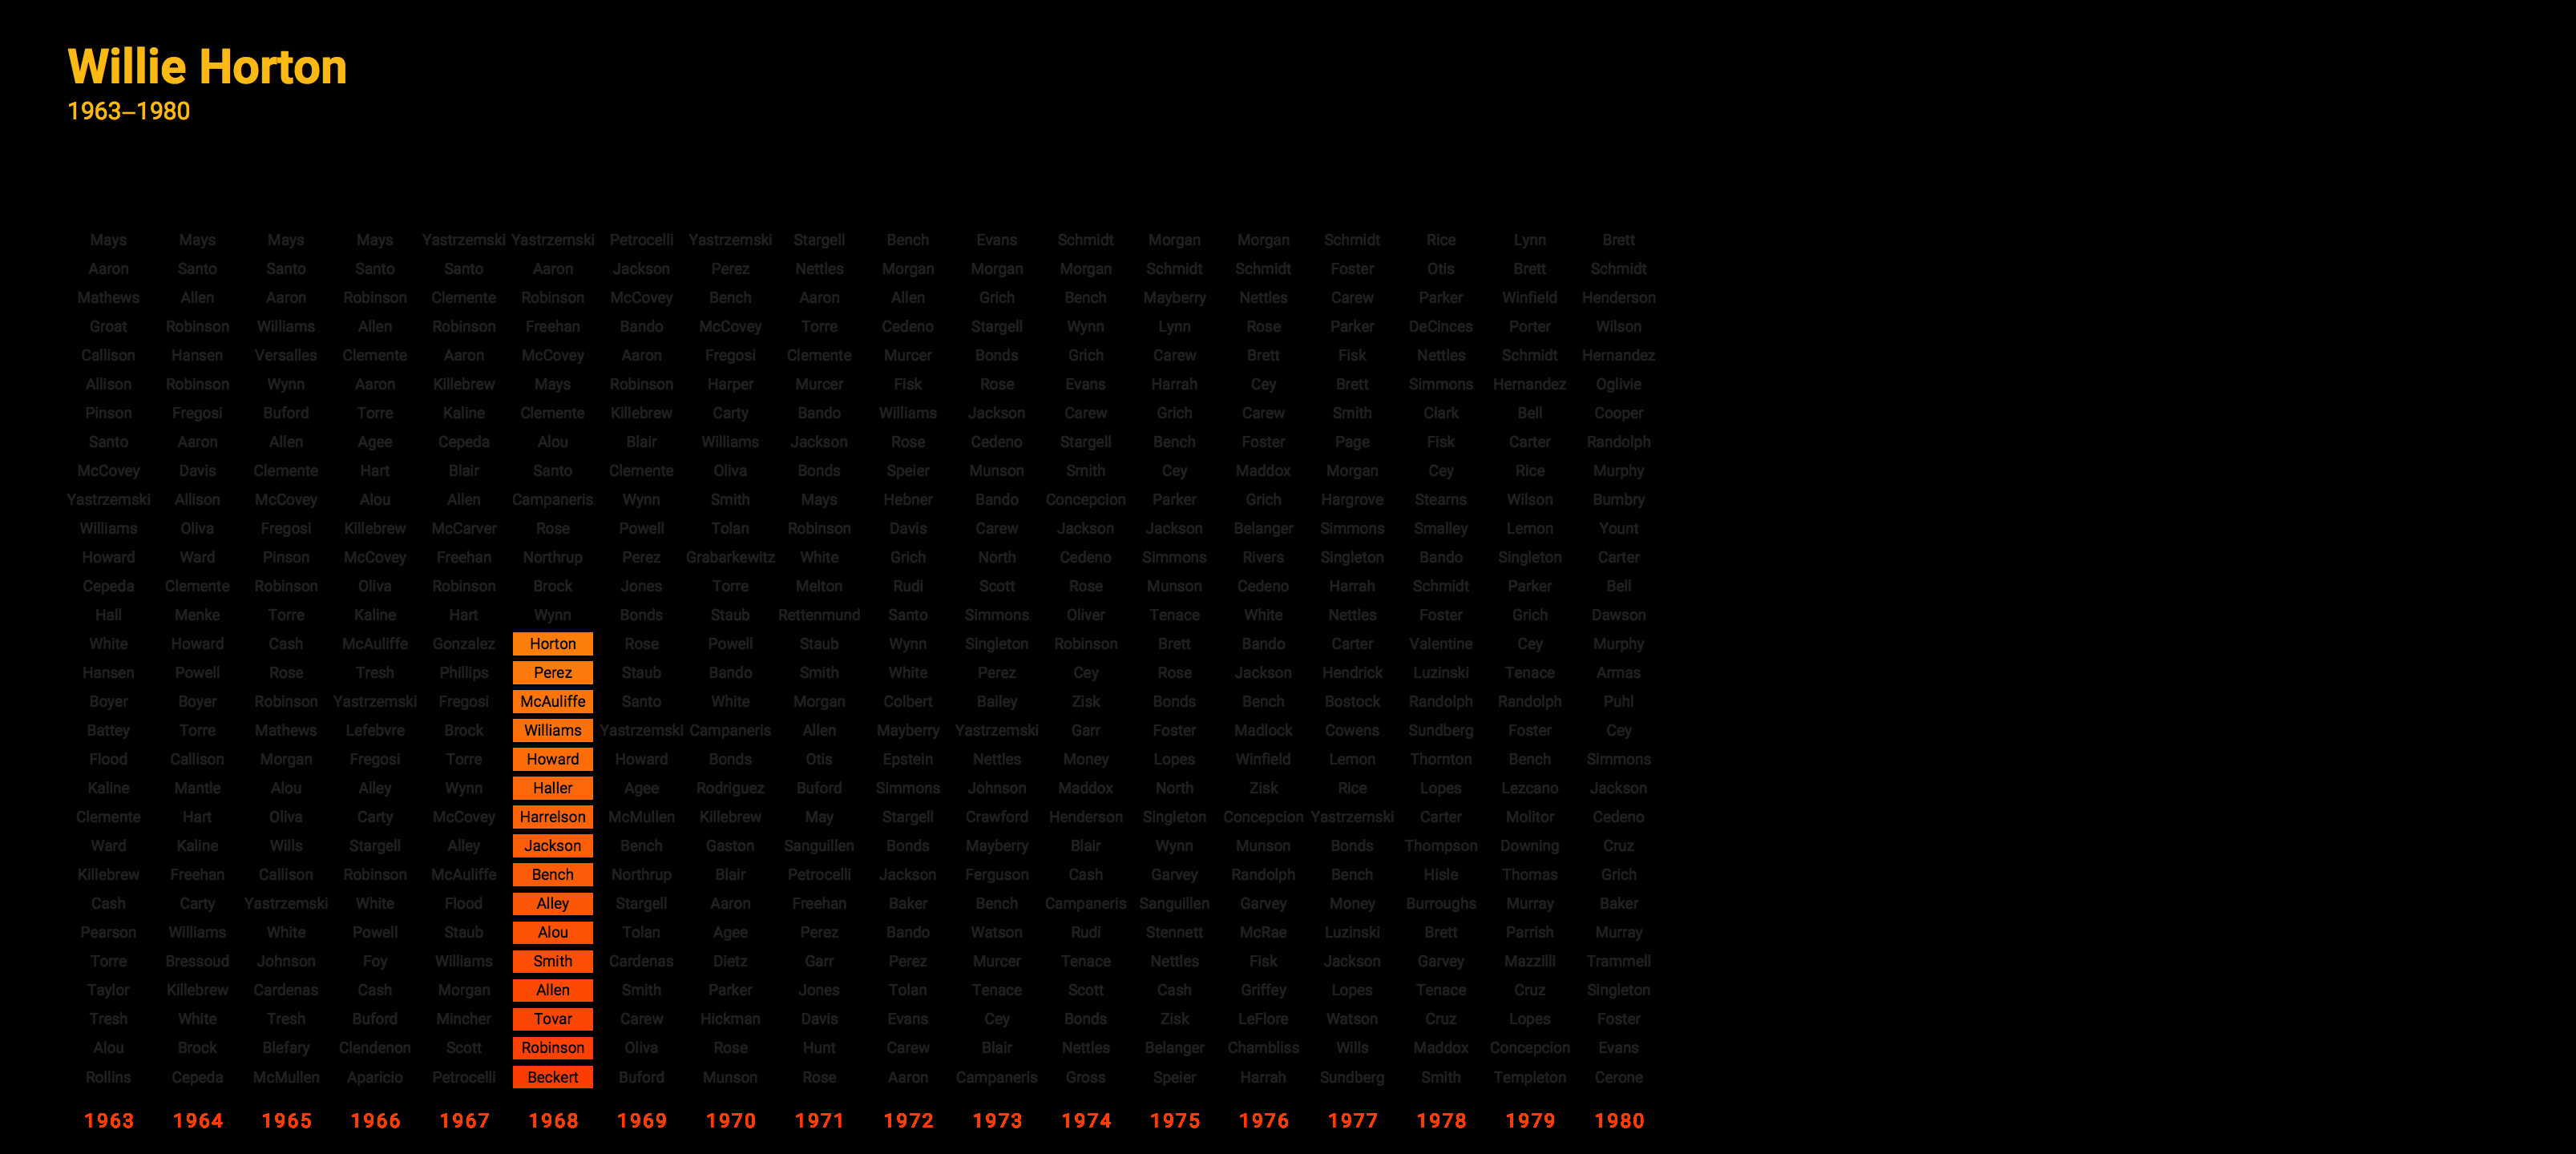 Willie Horton
1963–1980
Mays Mays Mays Mays Yastrzemski Yastrzemski Petrocelli Yastrzemski Stargell Bench Evans Schmidt Morgan Morgan Schmidt Rice Lynn Brett
Aaron Santo Santo Santo Santo Aaron Jackson Perez Nettles Morgan Morgan Morgan Schmidt Schmidt Foster Otis Brett Schmidt
Mathews Allen Aaron Robinson Clemente Robinson McCovey Bench Aaron Allen Grich Bench Mayberry Nettles Carew Parker Winfield Henderson
Groat Robinson Williams Allen Robinson Freehan Bando McCovey Torre Cedeno Stargell Wynn Lynn Rose Parker DeCinces Porter Wilson
Callison Hansen Versalles Clemente Aaron McCovey Aaron Fregosi Clemente Murcer Bonds Grich Carew Brett Fisk Nettles Schmidt Hernandez
Allison Robinson Wynn Aaron Killebrew Mays Robinson Harper Murcer Fisk Rose Evans Harrah Cey Brett Simmons Hernandez Oglivie
Pinson Fregosi Buford Torre Kaline Clemente Killebrew Carty Bando Williams Jackson Carew Grich Carew Smith Clark Bell Cooper
Santo Aaron Allen Agee Cepeda Alou Blair Williams Jackson Rose Cedeno Stargell Bench Foster Page Fisk Carter Randolph
McCovey Davis Clemente Hart Blair Santo Clemente Oliva Bonds Speier Munson Smith Cey Maddox Morgan Cey Rice Murphy
Yastrzemski Allison McCovey Alou Allen Campaneris Wynn Smith Mays Hebner Bando Concepcion Parker Grich Hargrove Stearns Wilson Bumbry
Williams Oliva Fregosi Killebrew McCarver Rose Powell Tolan Robinson Davis Carew Jackson Jackson Belanger Simmons Smalley Lemon Yount
Howard Ward Pinson McCovey Freehan Northrup Perez Grabarkewitz White Grich North Cedeno Simmons Rivers Singleton Bando Singleton Carter
Cepeda Clemente Robinson Oliva Robinson Brock Jones Torre Melton Rudi Scott Rose Munson Cedeno Harrah Schmidt Parker Bell
Hall Menke Torre Kaline Hart Wynn Bonds Staub Rettenmund Santo Simmons Oliver Tenace White Nettles Foster Grich Dawson
White Howard Cash McAuliffe Gonzalez Horton Rose Powell Staub Wynn Singleton Robinson Brett Bando Carter Valentine Cey Murphy
Hansen Powell Rose Tresh Phillips Perez Staub Bando Smith White Perez Cey Rose Jackson Hendrick Luzinski Tenace Armas
Boyer Boyer Robinson Yastrzemski Fregosi McAuliffe Santo White Morgan Colbert Bailey Zisk Bonds Bench Bostock Randolph Randolph Puhl
Battey Torre Mathews Lefebvre Brock Williams Yastrzemski Campaneris Allen Mayberry Yastrzemski Garr Foster Madlock Cowens Sundberg Foster Cey
Flood Callison Morgan Fregosi Torre Howard Howard Bonds Otis Epstein Nettles Money Lopes Winfield Lemon Thornton Bench Simmons
Kaline Mantle Alou Alley Wynn Haller Agee Rodriguez Buford Simmons Johnson Maddox North Zisk Rice Lopes Lezcano Jackson
Clemente Hart Oliva Carty McCovey Harrelson McMullen Killebrew May Stargell Crawford Henderson Singleton Concepcion Yastrzemski Carter Molitor Cedeno
Ward Kaline Wills Stargell Alley Jackson Bench Gaston Sanguillen Bonds Mayberry Blair Wynn Munson Bonds Thompson Downing Cruz
Killebrew Freehan Callison Robinson McAuliffe Bench Northrup Blair Petrocelli Jackson Ferguson Cash Garvey Randolph Bench Hisle Thomas Grich
Cash Carty Yastrzemski White Flood Alley Stargell Aaron Freehan Baker Bench Campaneris Sanguillen Garvey Money Burroughs Murray Baker
Pearson Williams White Powell Staub Alou Tolan Agee Perez Bando Watson Rudi Stennett McRae Luzinski Brett Parrish Murray
Torre Bressoud Johnson Foy Williams Smith Cardenas Dietz Garr Perez Murcer Tenace Nettles Fisk Jackson Garvey Mazzilli Trammell
Taylor Killebrew Cardenas Cash Morgan Allen Smith Parker Jones Tolan Tenace Scott Cash Griffey Lopes Tenace Cruz Singleton
Tresh White Tresh Buford Mincher Tovar Carew Hickman Davis Evans Cey Bonds Zisk LeFlore Watson Cruz Lopes Foster
Alou Brock Blefary Clendenon Scott Robinson Oliva Rose Hunt Carew Blair Nettles Belanger Chambliss Wills Maddox Concepcion Evans
Rollins Cepeda McMullen Aparicio Petrocelli Beckert Buford Munson Rose Aaron Campaneris Gross Speier Harrah Sundberg Smith Templeton Cerone
1963 1964 1965 1966 1967 1968 1969 1970 1971 1972 1973 1974 1975 1976 1977 1978 1979 1980